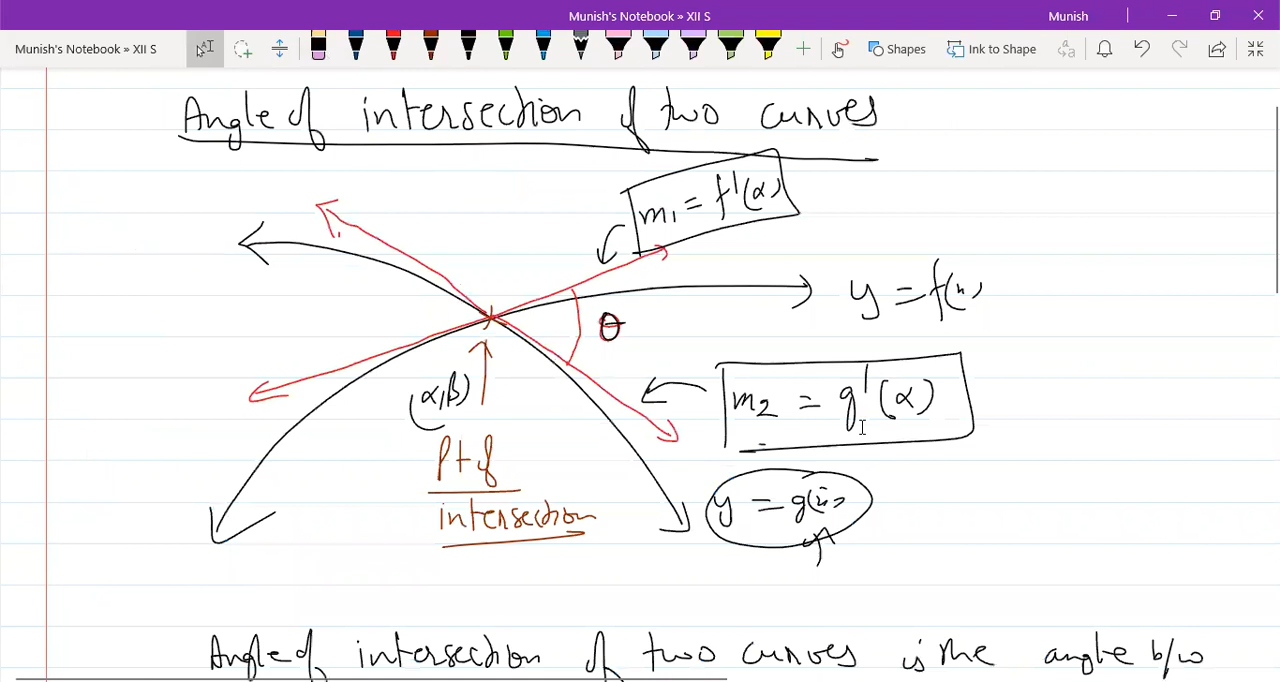 Munish's Notebook » XII S
Munish
Munish's Notebook » XII S
Shapes
Ink to Shape
Angle of intersection of two curves
m₁ = f'(α)
y = f(x)
θ
(α,β)
m₂ = g'(α)
Pt of
intersection
y = g(x)
Angle of intersection of two curves is the angle b/w